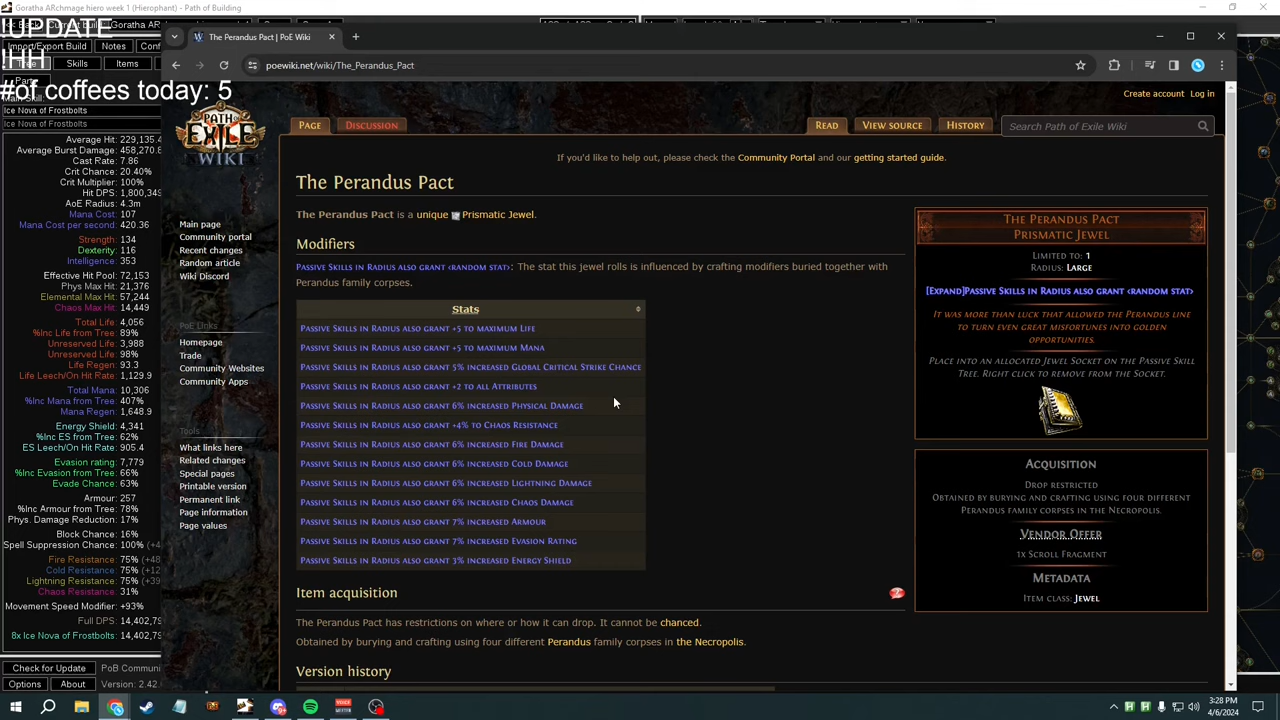 Goratha ARchmage hiero week 1 (Hierophant) - Path of Building
!UPDATE
!HH
#of coffees today: 5
Import/Export Build Notes
Skills Items
Ice Nova of Frostbolts
Ice Nova of Frostbolts
Average Hit: 229,135.4
Average Burst Damage: 458,270.8
Cast Rate: 7.86
Crit Chance: 20.40%
Crit Multiplier: 100%
Hit DPS: 1,800,349
AoE Radius: 4.3m
Mana Cost: 107
Mana Cost per second: 420.36
Strength: 134
Dexterity: 116
Intelligence: 353
Effective Hit Pool: 72,153
Phys Max Hit: 21,376
Elemental Max Hit: 57,244
Chaos Max Hit: 14,449
Total Life: 4,056
%Inc Life from Tree: 89%
Unreserved Life: 3,988
Unreserved Life: 98%
Life Regen: 93.3
Life Leech/On Hit Rate: 1,129.9
Total Mana: 10,306
%Inc Mana from Tree: 407%
Mana Regen: 1,648.9
Energy Shield: 4,341
%Inc ES from Tree: 62%
ES Leech/On Hit Rate: 905.4
Evasion rating: 7,779
%Inc Evasion from Tree: 66%
Evade Chance: 63%
Armour: 257
%Inc Armour from Tree: 78%
Phys. Damage Reduction: 17%
Block Chance: 16%
Spell Suppression Chance: 100% (+4
Fire Resistance: 75% (+48
Cold Resistance: 75% (+12
Lightning Resistance: 75% (+39
Chaos Resistance: 31%
Movement Speed Modifier: +93%
Full DPS: 14,402,79
8x Ice Nova of Frostbolts: 14,402,79
Check for Update PoB Communi
Options About Version: 2.42.
The Perandus Pact | PoE Wiki
poewiki.net/wiki/The_Perandus_Pact
Create account Log in
PATH OF EXILE WIKI
PAGE DISCUSSION READ VIEW SOURCE HISTORY Search Path of Exile Wiki
If you'd like to help out, please check the Community Portal and our getting started guide.
Main page
Community portal
Recent changes
Random article
Wiki Discord
PoE Links
Homepage
Trade
Community Websites
Community Apps
Tools
What links here
Related changes
Special pages
Printable version
Permanent link
Page information
Page values
The Perandus Pact
The Perandus Pact is a unique Prismatic Jewel.
Modifiers
Passive Skills in Radius also grant <random stat>: The stat this jewel rolls is influenced by crafting modifiers buried together with
Perandus family corpses.
Stats
Passive Skills in Radius also grant +5 to maximum Life
Passive Skills in Radius also grant +5 to maximum Mana
Passive Skills in Radius also grant 5% increased Global Critical Strike Chance
Passive Skills in Radius also grant +2 to all Attributes
Passive Skills in Radius also grant 6% increased Physical Damage
Passive Skills in Radius also grant +4% to Chaos Resistance
Passive Skills in Radius also grant 6% increased Fire Damage
Passive Skills in Radius also grant 6% increased Cold Damage
Passive Skills in Radius also grant 6% increased Lightning Damage
Passive Skills in Radius also grant 6% increased Chaos Damage
Passive Skills in Radius also grant 7% increased Armour
Passive Skills in Radius also grant 7% increased Evasion Rating
Passive Skills in Radius also grant 3% increased Energy Shield
Item acquisition
The Perandus Pact has restrictions on where or how it can drop. It cannot be chanced.
Obtained by burying and crafting using four different Perandus family corpses in the Necropolis.
Version history
The Perandus Pact
Prismatic Jewel
Limited to: 1
Radius: Large
[Expand]Passive Skills in Radius also grant <random stat>
It was more than luck that allowed the Perandus line
to turn even great misfortunes into golden
opportunities.
Place into an allocated Jewel Socket on the Passive Skill
Tree. Right click to remove from the Socket.
Acquisition
Drop restricted
Obtained by burying and crafting using four different
Perandus family corpses in the Necropolis.
Vendor Offer
1x Scroll Fragment
Metadata
Item class: Jewel
3:28 PM
4/6/2024